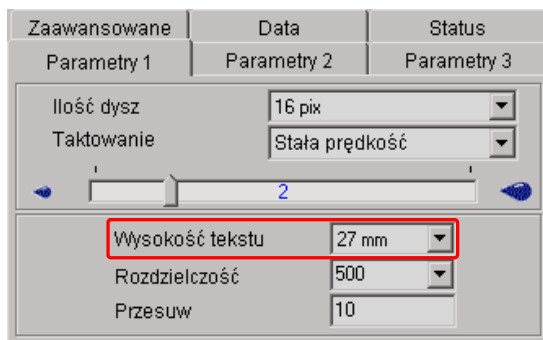 Zaawansowane Data Status
Parametry 1 Parametry 2 Parametry 3
Ilość dysz 16 pix
Taktowanie Stała prędkość
2
Wysokość tekstu 27 mm
Rozdzielczość 500
Przesuw 10